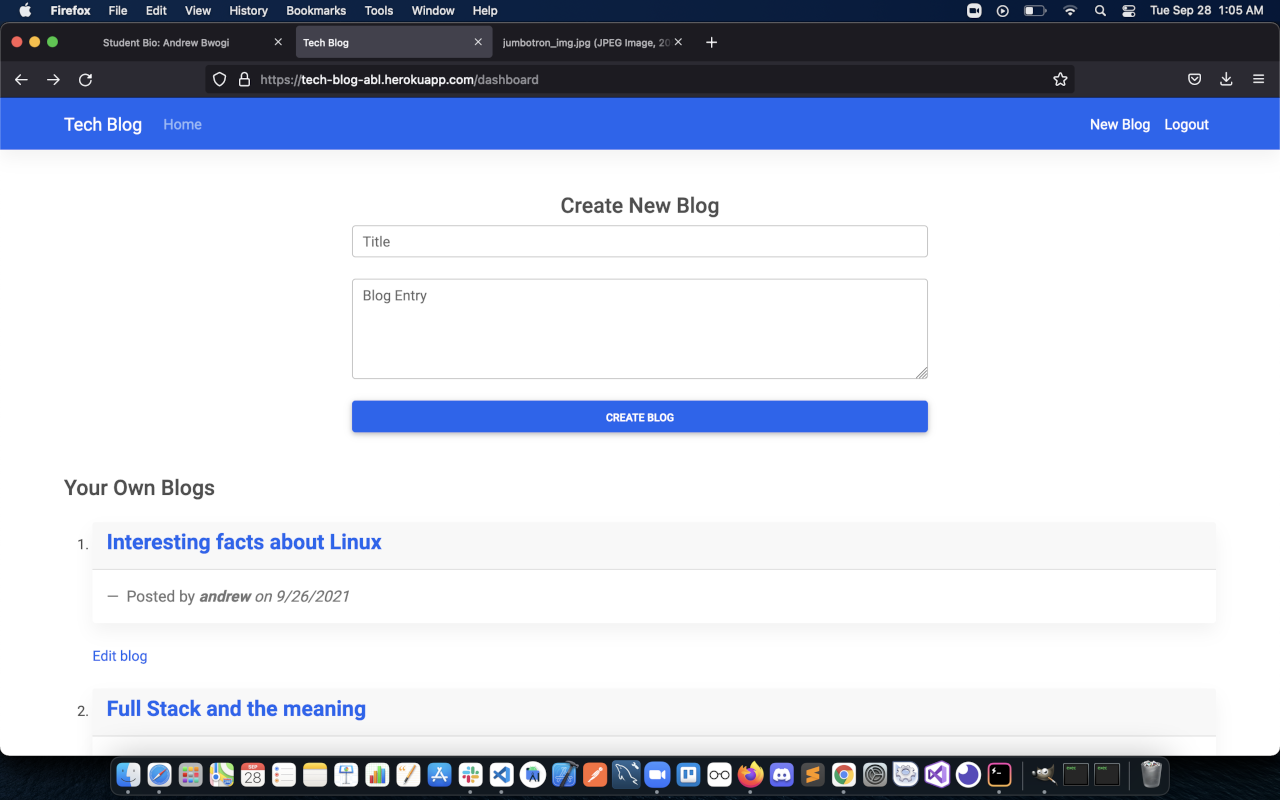 Firefox File Edit View History Bookmarks Tools Window Help Tue Sep 28 1:05 AM
Student Bio: Andrew Bwogi Tech Blog jumbotron_img.jpg (JPEG Image, 20
https://tech-blog-abl.herokuapp.com/dashboard
Tech Blog Home New Blog Logout
Create New Blog
Title
Blog Entry
CREATE BLOG
Your Own Blogs
1. Interesting facts about Linux
— Posted by andrew on 9/26/2021
Edit blog
2. Full Stack and the meaning
SEP
28